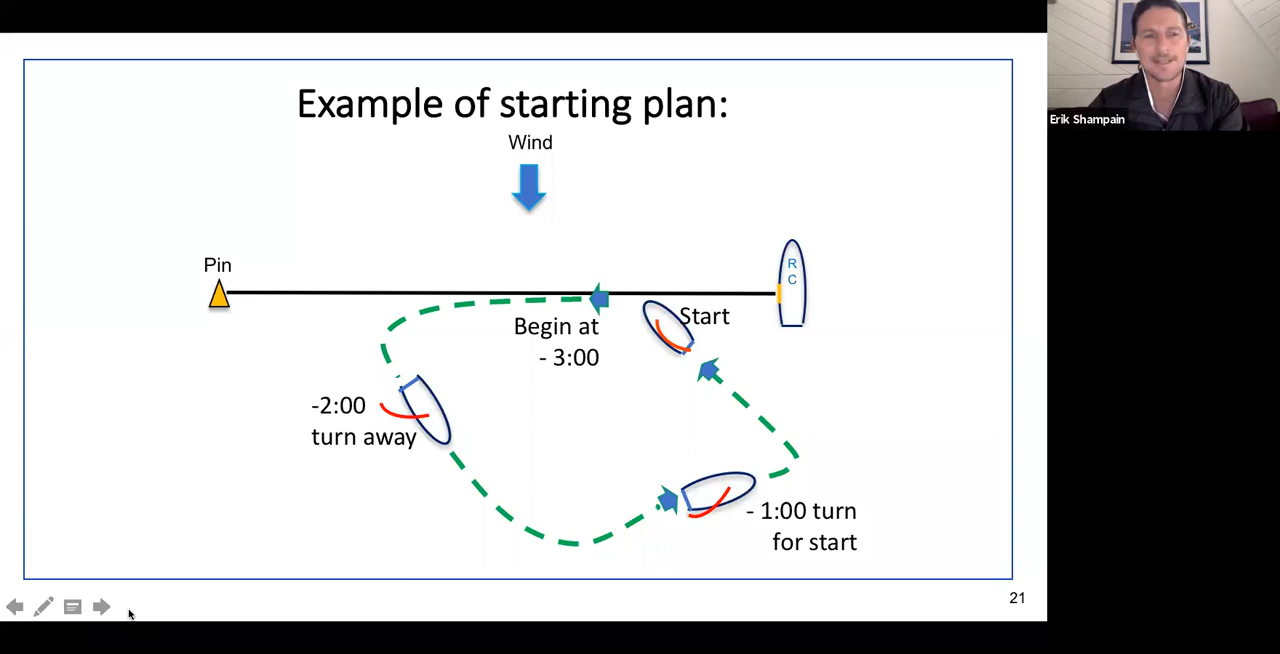 Example of starting plan:
Wind
Pin
R
C
Begin at
- 3:00
Start
-2:00
turn away
- 1:00 turn
for start
21
Erik Shampain